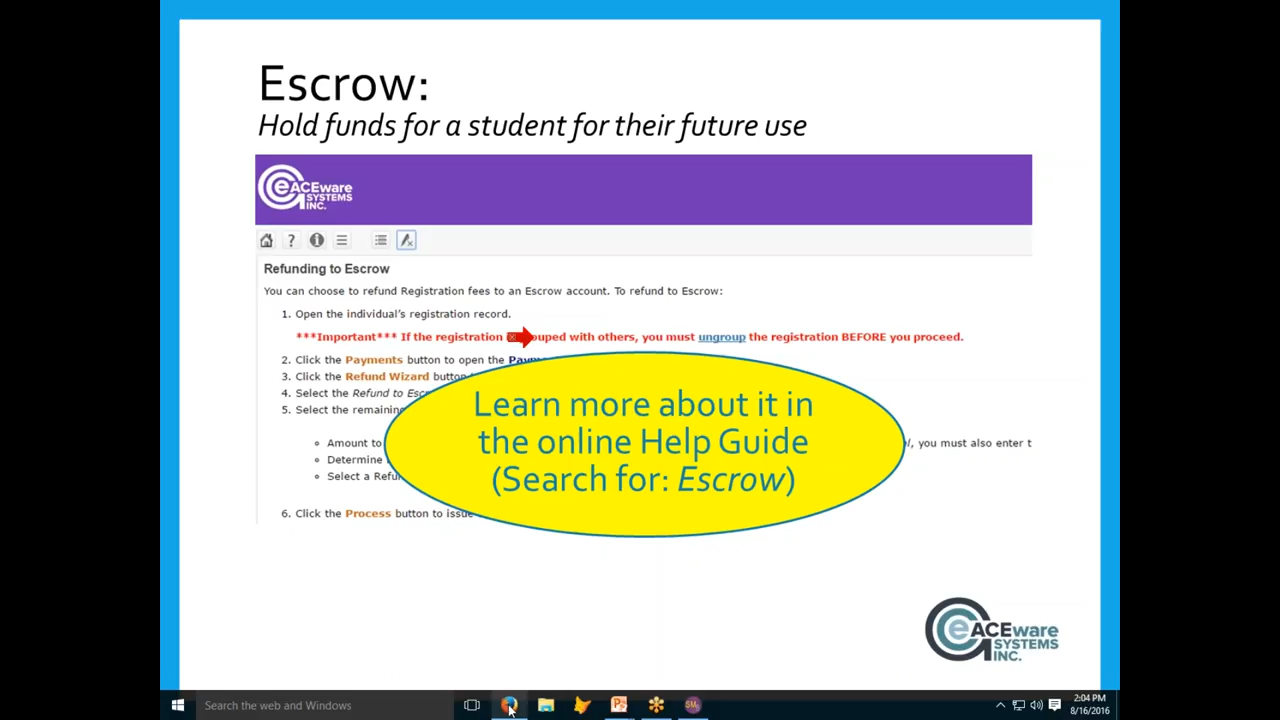 Escrow:
Hold funds for a student for their future use
eACEware
SYSTEMS
INC.
Refunding to Escrow
You can choose to refund Registration fees to an Escrow account. To refund to Escrow:
1. Open the individual's registration record.
***Important*** If the registration ouped with others, you must ungroup the registration BEFORE you proceed.
2. Click the Payments button to open the
3. Click the Refund Wizard button
4. Select the Refund to
5. Select the remaining
Amount to , you must also enter t
Determine
Select a
6. Click the Process button to issue
Learn more about it in
the online Help Guide
(Search for: Escrow)
eACEware
SYSTEMS
INC.
Search the web and Windows
2:04 PM
8/16/2016